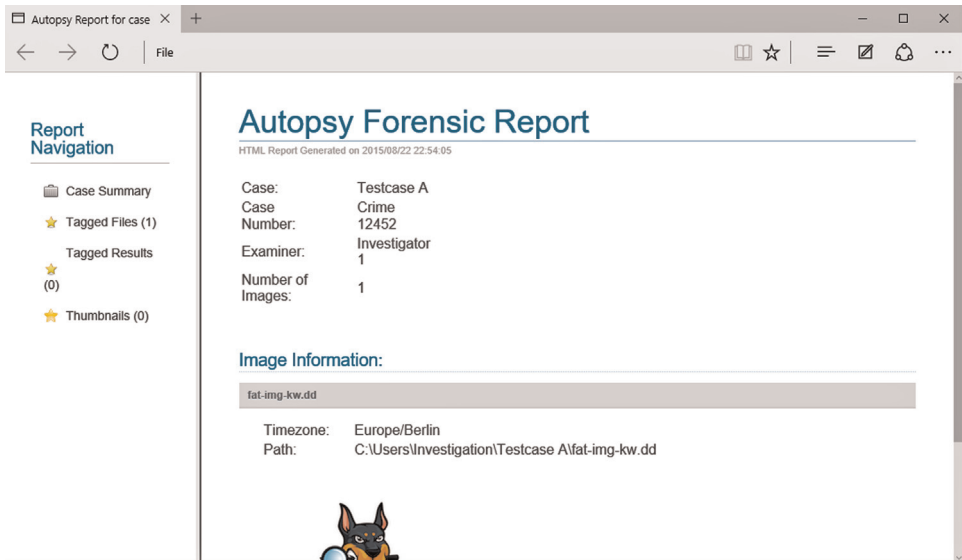 Autopsy Report for case
File
Report
Navigation
Case Summary
Tagged Files (1)
Tagged Results
(0)
Thumbnails (0)
Autopsy Forensic Report
HTML Report Generated on 2015/08/22 22:54:05
Case: Testcase A
Case Crime
Number: 12452
Examiner: Investigator
1
Number of
Images: 1
Image Information:
fat-img-kw.dd
Timezone: Europe/Berlin
Path: C:\Users\Investigation\Testcase A\fat-img-kw.dd